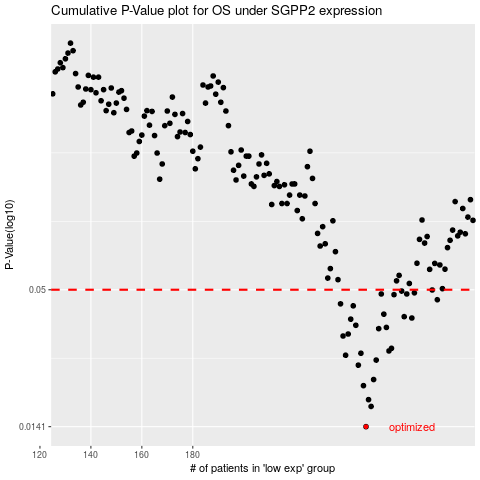 Cumulative P-Value plot for OS under SGPP2 expression
P-Value(log10)
0.05
0.0141
optimized
120 140 160 180
# of patients in 'low exp' group